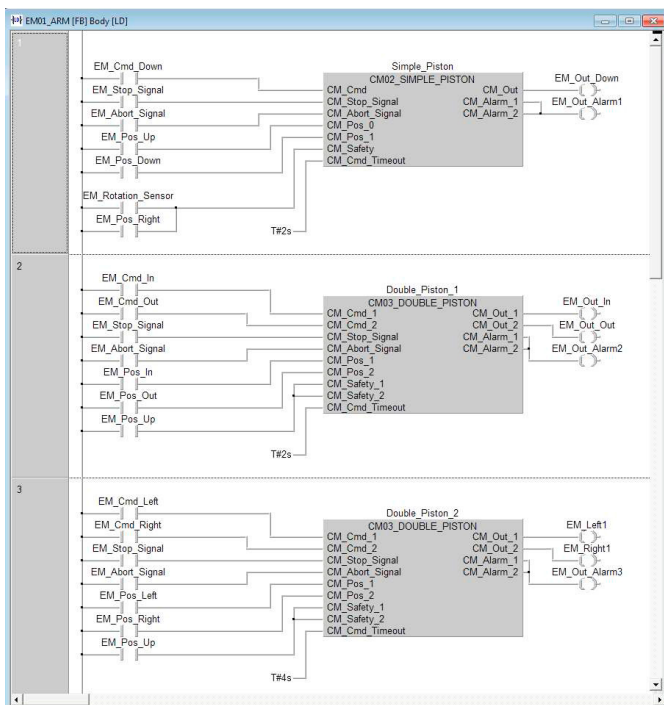 EM01_ARM [FB] Body [LD]
1
EM_Cmd_Down
EM_Stop_Signal
EM_Abort_Signal
EM_Pos_Up
EM_Pos_Down
EM_Rotation_Sensor
EM_Pos_Right
T#2s
Simple_Piston
CM02_SIMPLE_PISTON
CM_Cmd CM_Out
CM_Stop_Signal CM_Alarm_1
CM_Abort_Signal CM_Alarm_2
CM_Pos_0
CM_Pos_1
CM_Safety
CM_Cmd_Timeout
EM_Out_Down
EM_Out_Alarm1
2
EM_Cmd_In
EM_Cmd_Out
EM_Stop_Signal
EM_Abort_Signal
EM_Pos_In
EM_Pos_Out
EM_Pos_Up
T#2s
Double_Piston_1
CM03_DOUBLE_PISTON
CM_Cmd_1 CM_Out_1
CM_Cmd_2 CM_Out_2
CM_Stop_Signal CM_Alarm_1
CM_Abort_Signal CM_Alarm_2
CM_Pos_1
CM_Pos_2
CM_Safety_1
CM_Safety_2
CM_Cmd_Timeout
EM_Out_In
EM_Out_Out
EM_Out_Alarm2
3
EM_Cmd_Left
EM_Cmd_Right
EM_Stop_Signal
EM_Abort_Signal
EM_Pos_Left
EM_Pos_Right
EM_Pos_Up
T#4s
Double_Piston_2
CM03_DOUBLE_PISTON
CM_Cmd_1 CM_Out_1
CM_Cmd_2 CM_Out_2
CM_Stop_Signal CM_Alarm_1
CM_Abort_Signal CM_Alarm_2
CM_Pos_1
CM_Pos_2
CM_Safety_1
CM_Safety_2
CM_Cmd_Timeout
EM_Left1
EM_Right1
EM_Out_Alarm3